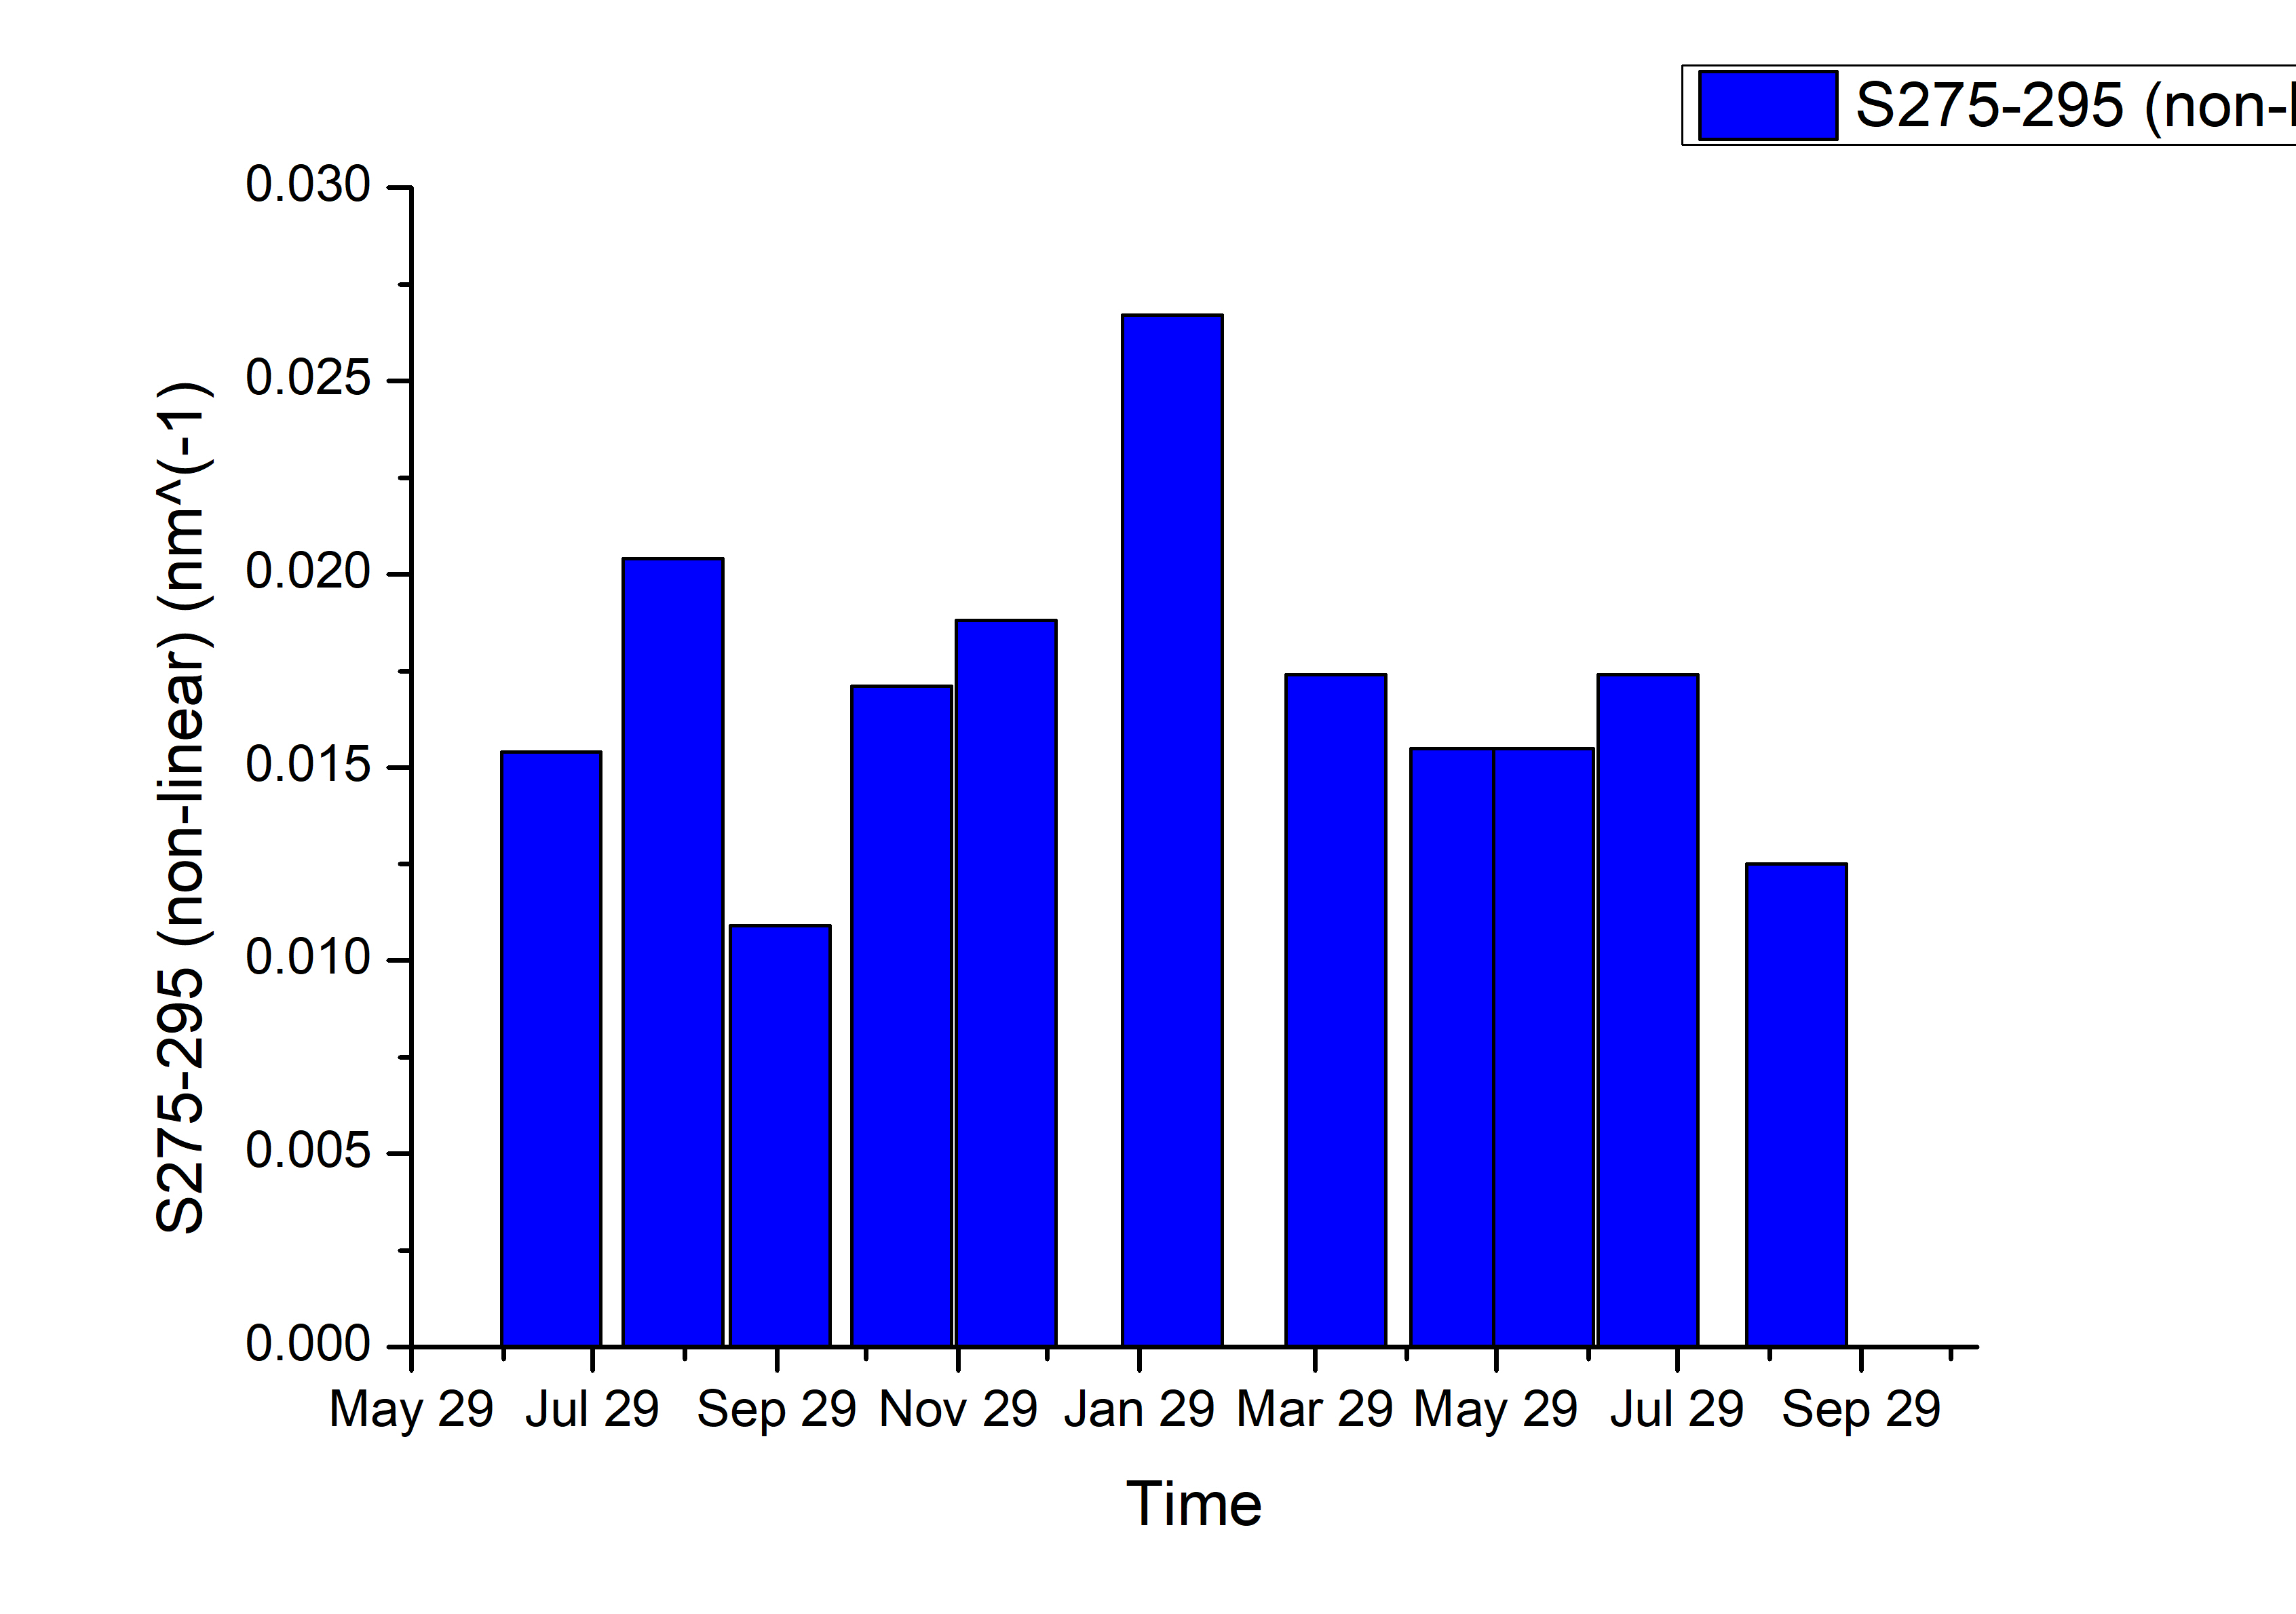 S275-295 (non-l
0.030
0.025
0.020
0.015
0.010
0.005
0.000
S275-295 (non-linear) (nm^(-1)
May 29 Jul 29 Sep 29 Nov 29 Jan 29 Mar 29 May 29 Jul 29 Sep 29
Time